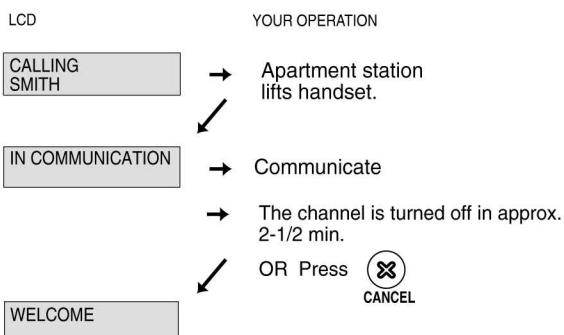 LCD YOUR OPERATION
CALLING
SMITH
Apartment station
lifts handset.
IN COMMUNICATION
Communicate
The channel is turned off in approx.
2-1/2 min.
OR Press
CANCEL
WELCOME